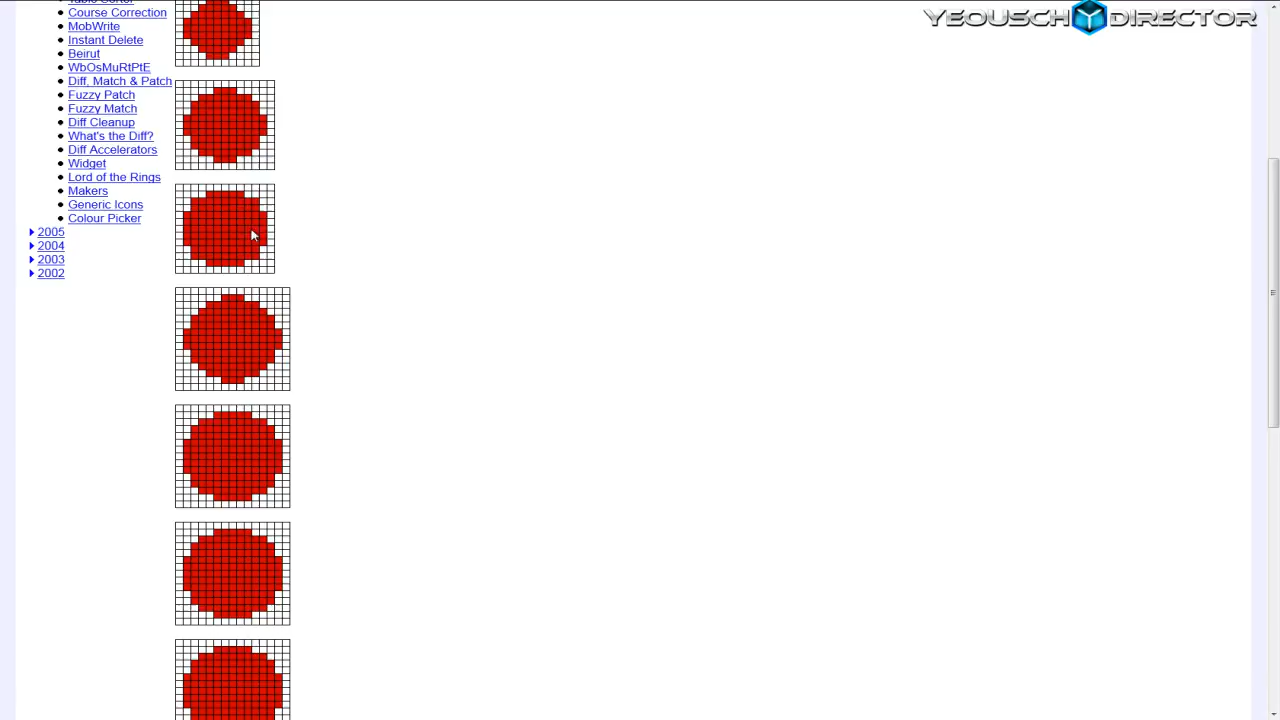 YEOUSCH DIRECTOR
Course Correction
MobWrite
Instant Delete
Beirut
WbOsMuRtPtE
Diff, Match & Patch
Fuzzy Patch
Fuzzy Match
Diff Cleanup
What's the Diff?
Diff Accelerators
Widget
Lord of the Rings
Makers
Generic Icons
Colour Picker
2005
2004
2003
2002